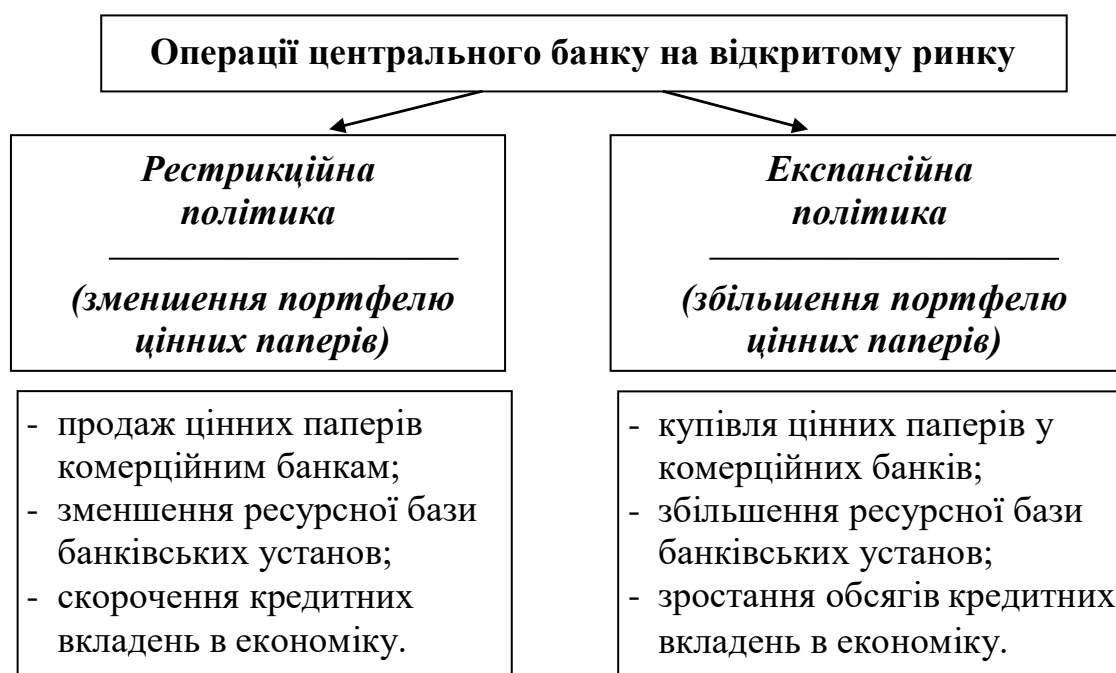 Операції центрального банку на відкритому ринку
Рестрикційна
політика
(зменшення портфелю
цінних паперів)
- продаж цінних паперів
комерційним банкам;
- зменшення ресурсної бази
банківських установ;
- скорочення кредитних
вкладень в економіку.
Експансійна
політика
(збільшення портфелю
цінних паперів)
- купівля цінних паперів у
комерційних банків;
- збільшення ресурсної бази
банківських установ;
- зростання обсягів кредитних
вкладень в економіку.